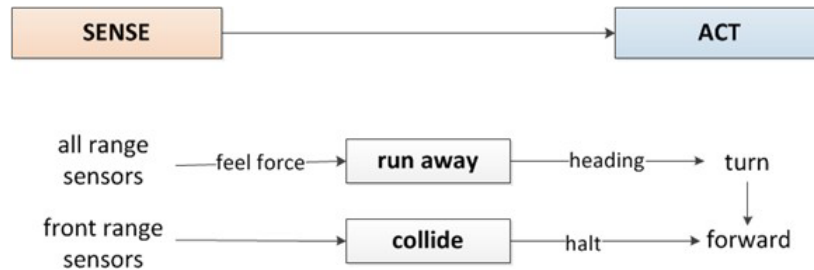 SENSE
ACT
all range
sensors
feel force
run away
heading
turn
front range
sensors
collide
halt
forward